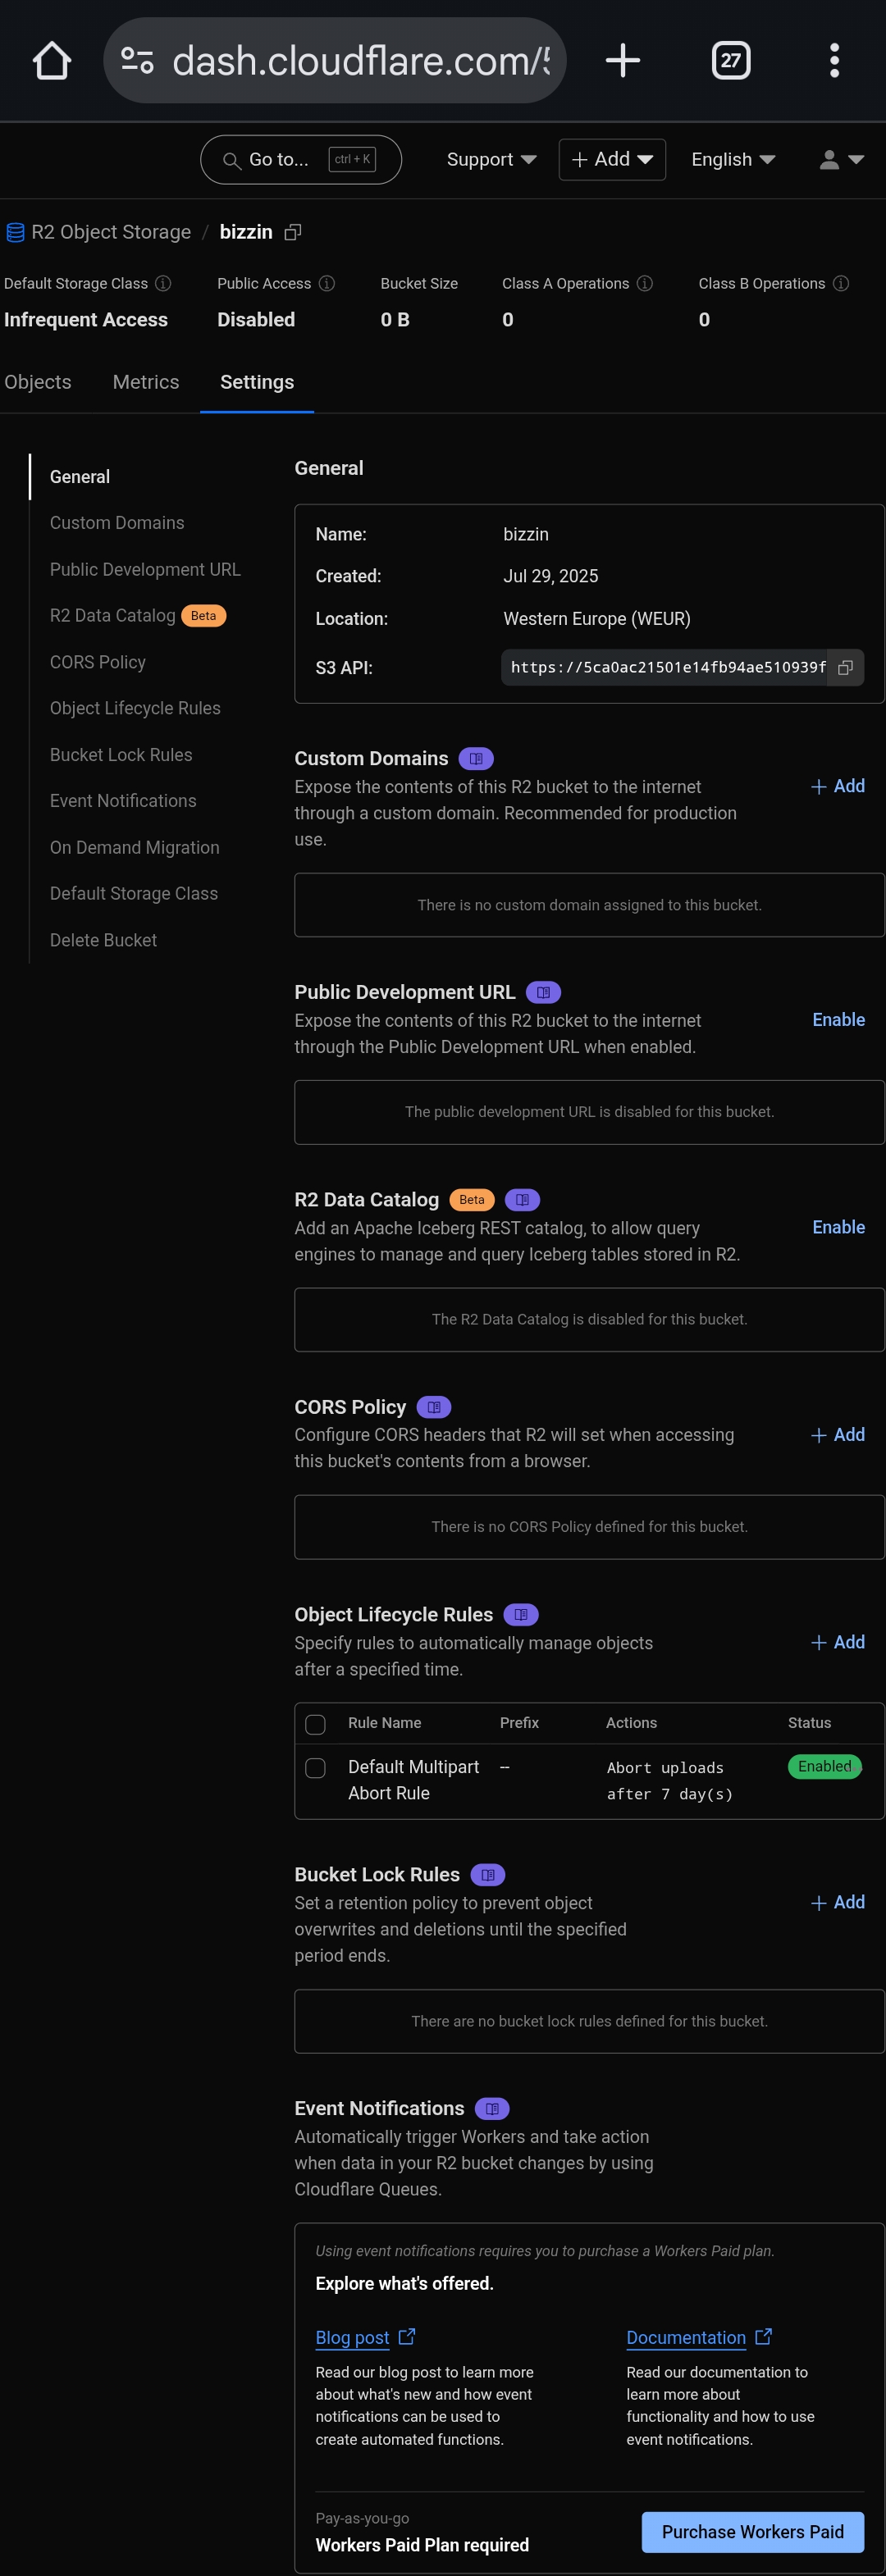 dash.cloudflare.com/5
27
Go to... ctrl + K Support + Add English
R2 Object Storage / bizzin
Default Storage Class Public Access Bucket Size Class A Operations Class B Operations
Infrequent Access Disabled 0 B 0 0
Objects Metrics Settings
General
Custom Domains
Public Development URL
R2 Data Catalog Beta
CORS Policy
Object Lifecycle Rules
Bucket Lock Rules
Event Notifications
On Demand Migration
Default Storage Class
Delete Bucket
General
Name: bizzin
Created: Jul 29, 2025
Location: Western Europe (WEUR)
S3 API: https://5ca0ac21501e14fb94ae510939f
Custom Domains
Expose the contents of this R2 bucket to the internet
through a custom domain. Recommended for production
use.
+ Add
There is no custom domain assigned to this bucket.
Public Development URL
Expose the contents of this R2 bucket to the internet
through the Public Development URL when enabled.
Enable
The public development URL is disabled for this bucket.
R2 Data Catalog Beta
Add an Apache Iceberg REST catalog, to allow query
engines to manage and query Iceberg tables stored in R2.
Enable
The R2 Data Catalog is disabled for this bucket.
CORS Policy
Configure CORS headers that R2 will set when accessing
this bucket's contents from a browser.
+ Add
There is no CORS Policy defined for this bucket.
Object Lifecycle Rules
Specify rules to automatically manage objects
after a specified time.
+ Add
Rule Name Prefix Actions Status
Default Multipart -- Abort uploads Enabled
Abort Rule after 7 day(s)
Bucket Lock Rules
Set a retention policy to prevent object
overwrites and deletions until the specified
period ends.
+ Add
There are no bucket lock rules defined for this bucket.
Event Notifications
Automatically trigger Workers and take action
when data in your R2 bucket changes by using
Cloudflare Queues.
Using event notifications requires you to purchase a Workers Paid plan.
Explore what's offered.
Blog post
Read our blog post to learn more
about what's new and how event
notifications can be used to
create automated functions.
Documentation
Read our documentation to
learn more about
functionality and how to use
event notifications.
Pay-as-you-go
Workers Paid Plan required
Purchase Workers Paid